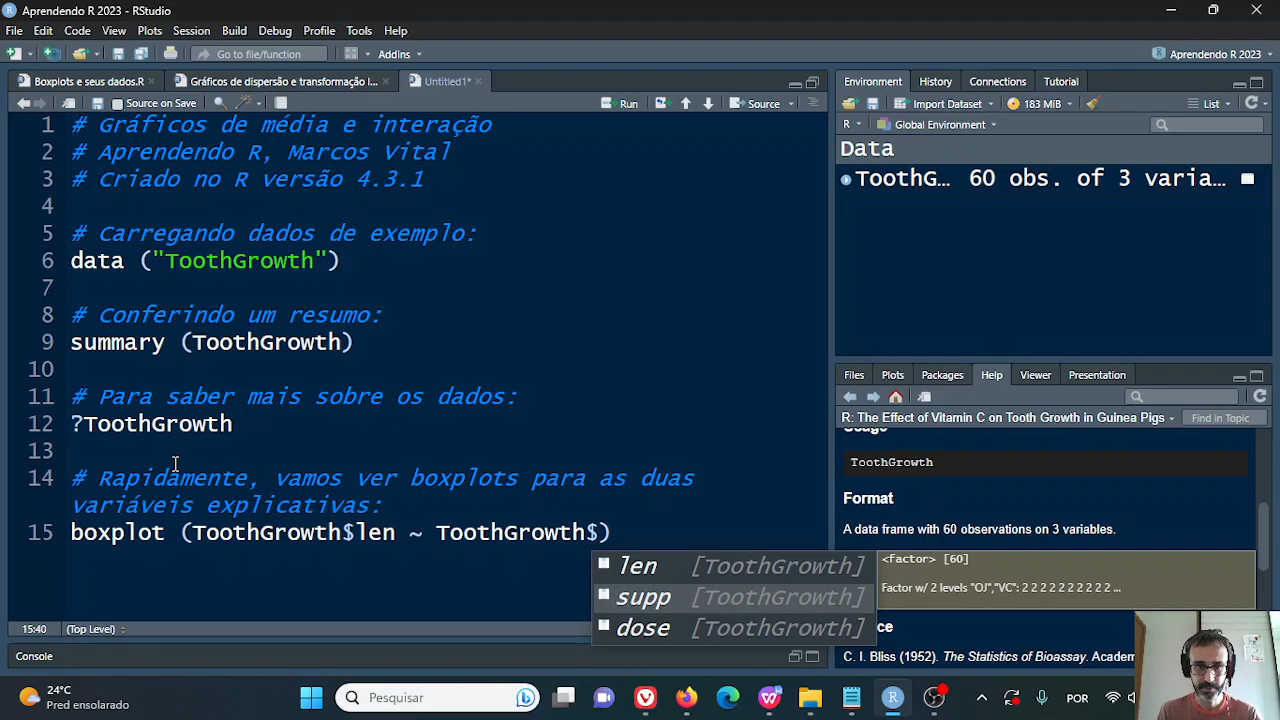 Aprendendo R 2023 - RStudio
File Edit Code View Plots Session Build Debug Profile Tools Help
Go to file/function Addins Aprendendo R 2023
Boxplots e seus dados.R Gráficos de dispersão e transformação l... Untitled1*
Source on Save Run Source
1 # Gráficos de média e interação
2 # Aprendendo R, Marcos Vital
3 # Criado no R versão 4.3.1
4
5 # Carregando dados de exemplo:
6 data ("ToothGrowth")
7
8 # Conferindo um resumo:
9 summary (ToothGrowth)
10
11 # Para saber mais sobre os dados:
12 ?ToothGrowth
13
14 # Rapidamente, vamos ver boxplots para as duas
variáveis explicativas:
15 boxplot (ToothGrowth$len ~ ToothGrowth$)
len [ToothGrowth]
supp [ToothGrowth]
dose [ToothGrowth]
<factor> [60]
Factor w/ 2 levels "OJ","VC": 2 2 2 2 2 2 2 2 2 2 ...
15:40 (Top Level)
Console
Environment History Connections Tutorial
Import Dataset 183 MiB List
R Global Environment
Data
ToothG... 60 obs. of 3 varia...
Files Plots Packages Help Viewer Presentation
R: The Effect of Vitamin C on Tooth Growth in Guinea Pigs Find in Topic
Usage
ToothGrowth
Format
A data frame with 60 observations on 3 variables.
C. I. Bliss (1952). The Statistics of Bioassay. Academ
24°C
Pred ensolarado
Pesquisar
POR